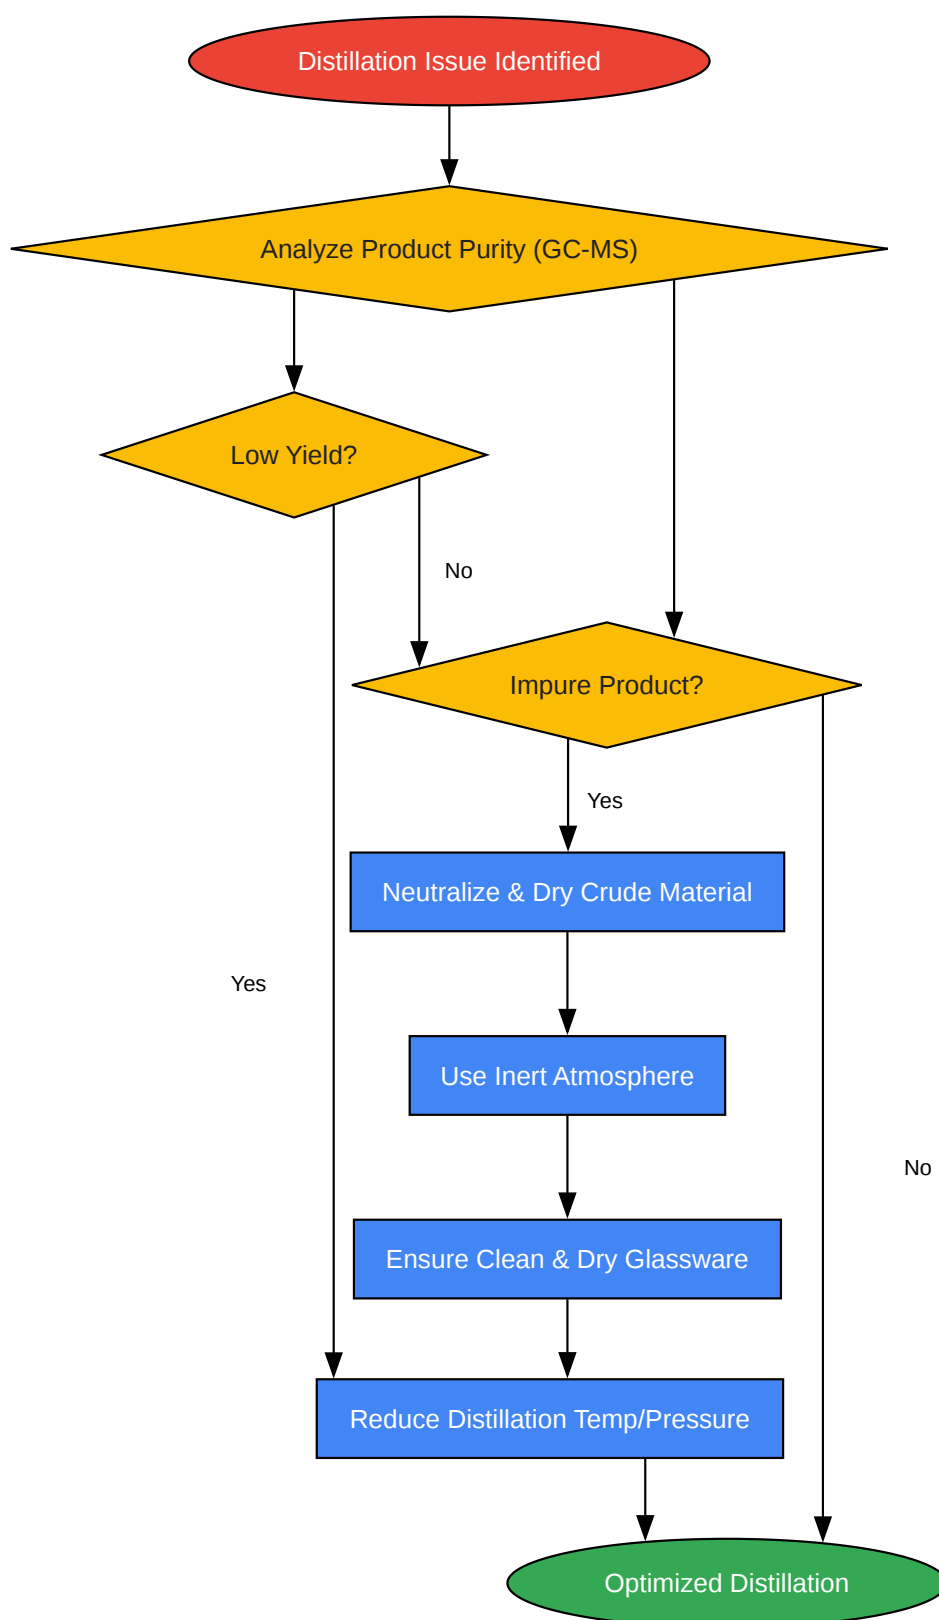 Distillation Issue Identified
Analyze Product Purity (GC-MS)
Low Yield?
No
Impure Product?
Yes
Neutralize & Dry Crude Material
Yes
Use Inert Atmosphere
No
Ensure Clean & Dry Glassware
Reduce Distillation Temp/Pressure
Optimized Distillation